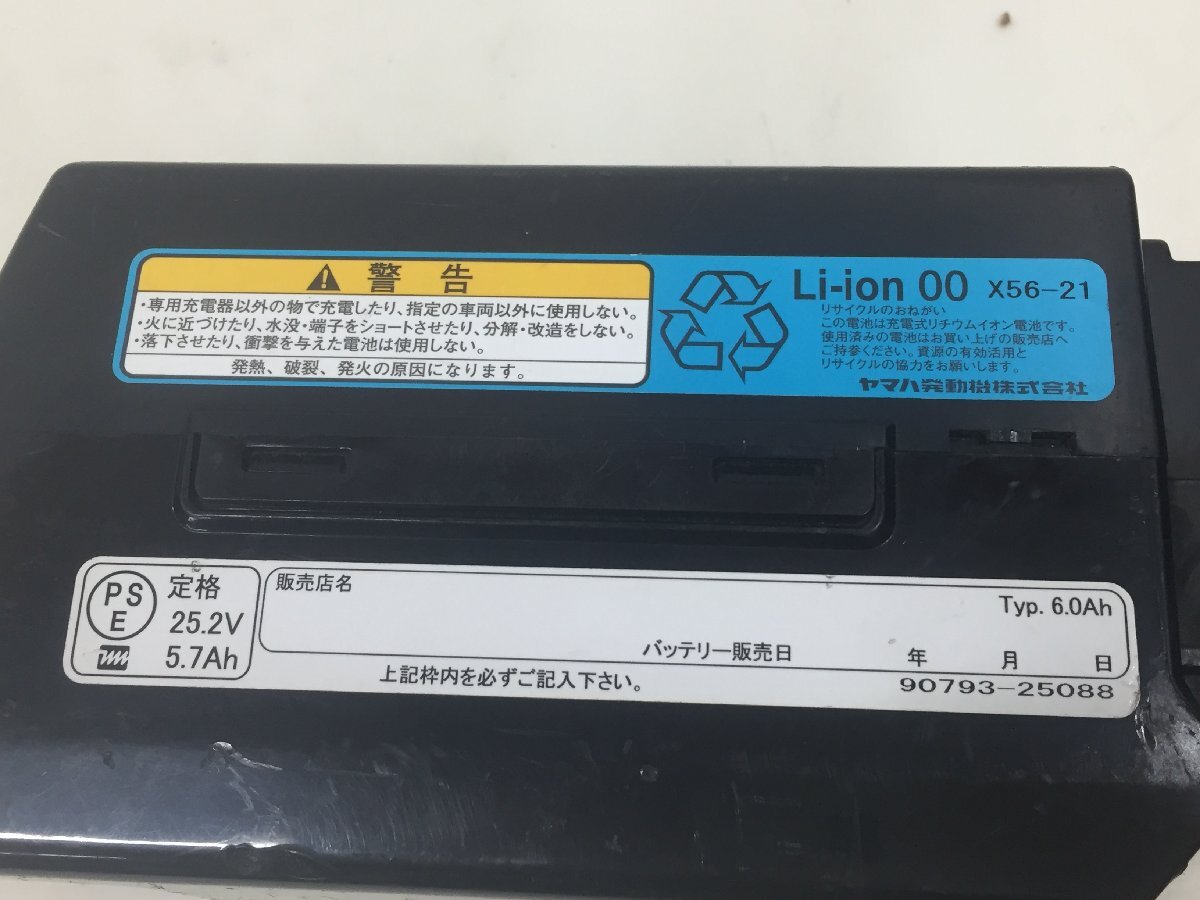 警告
・専用充電器以外の物で充電したり、指定の車両以外に使用しない。
・火に近づけたり、水没・端子をショートさせたり、分解・改造をしない。
・落下させたり、衝撃を与えた電池は使用しない。
発熱、破裂、発火の原因になります。
Li-ion 00 X56-21
リサイクルのおねがい
この電池は充電式リチウムイオン電池です。
使用済みの電池はお買い上げの販売店へ
ご持参ください。資源の有効活用と
リサイクルの協力をお願いします。
ヤマハ発動機株式会社
PS
E
定格
25.2V
5.7Ah
販売店名
Typ. 6.0Ah
バッテリー販売日 年 月 日
上記枠内を必ずご記入下さい。
90793-25088